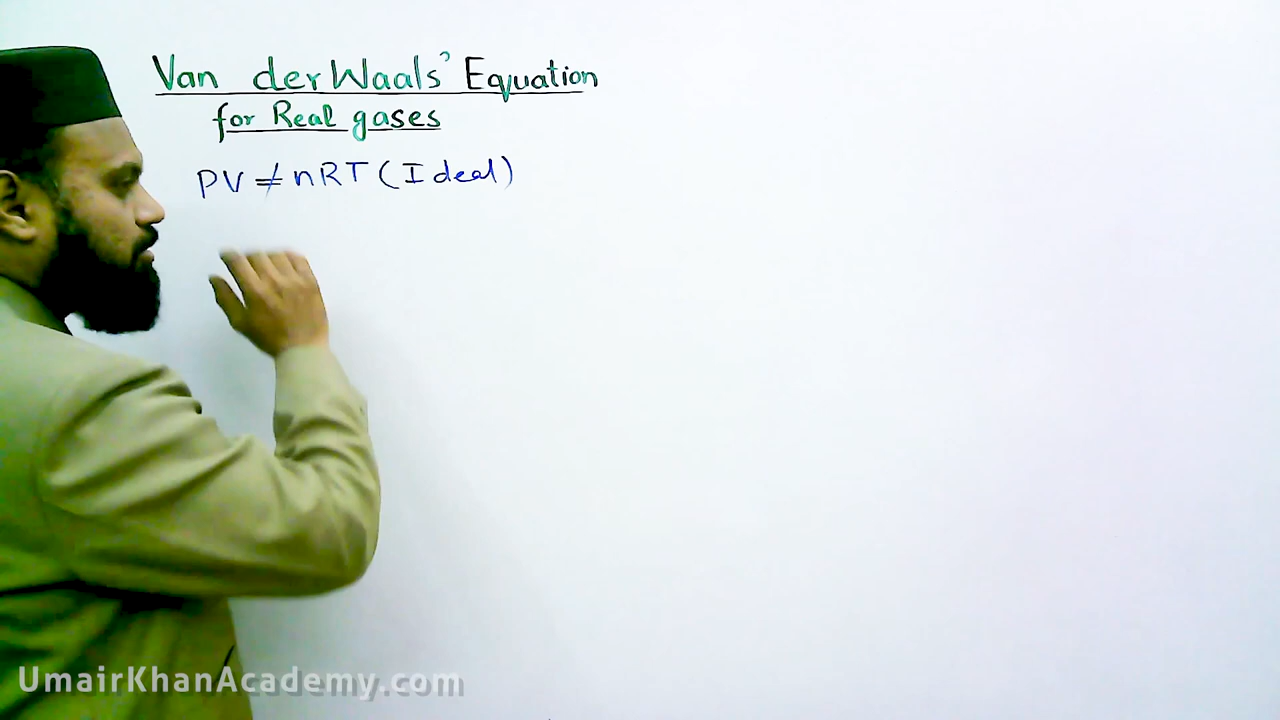 Van der Waals' Equation
for Real gases
PV ≠ nRT (Ideal)
UmairKhanAcademy.com